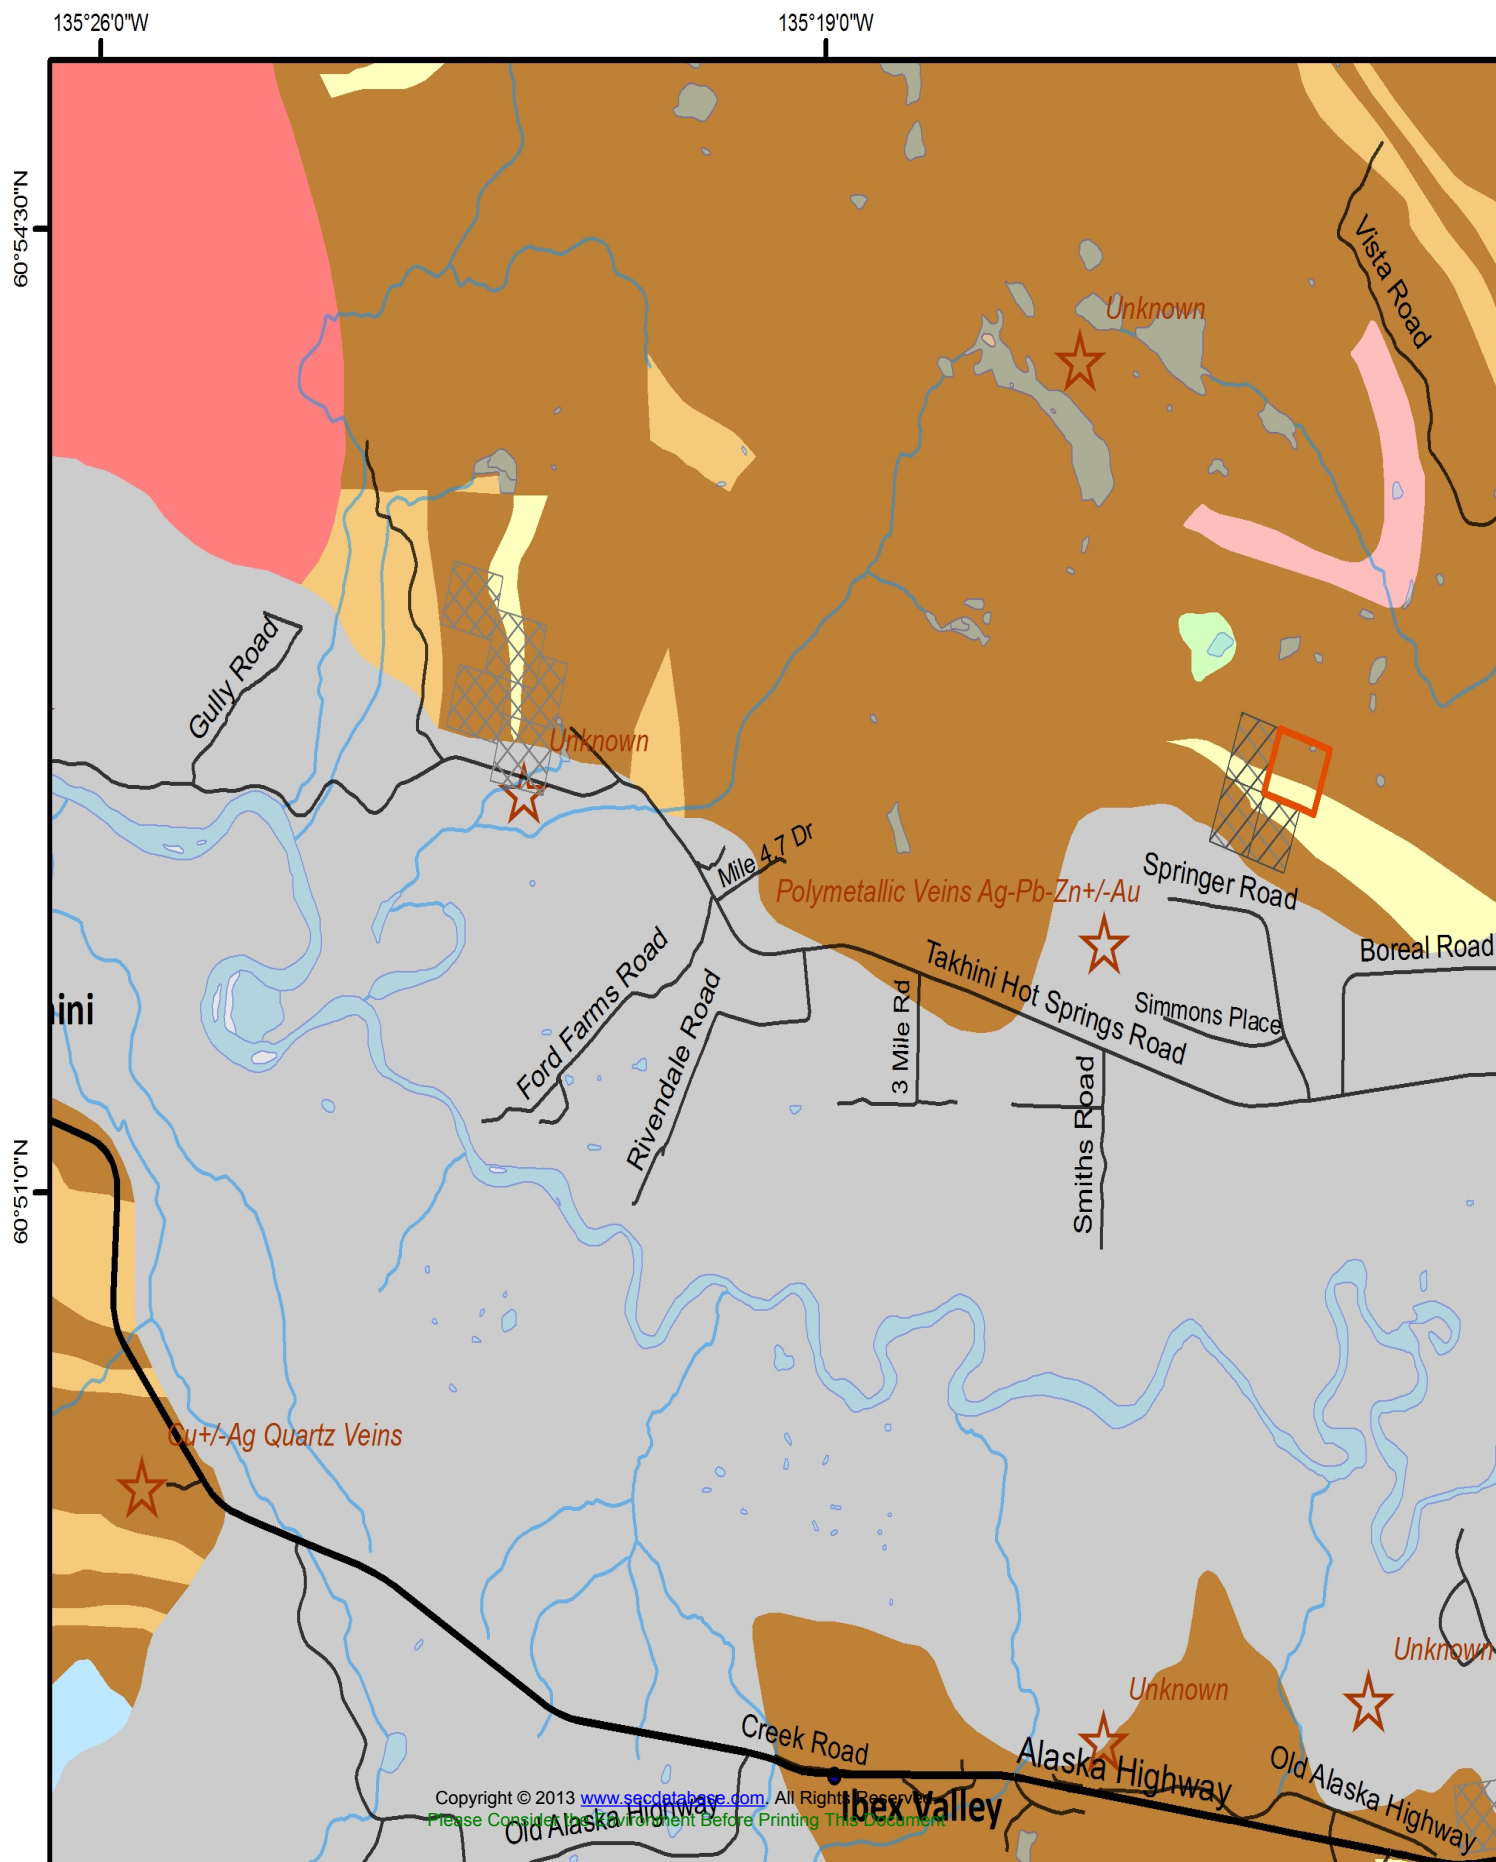 135°26'0"W
135°19'0"W
60°54'30"N
Vista Road
Unknown
Gully Road
Unknown
Mile 4.7 Dr
Springer Road
Polymetallic Veins Ag-Pb-Zn+/-Au
Boreal Road
Takhini Hot Springs Road
Ford Farms Road
Rivendale Road
3 Mile Rd
Simmons Place
ini
Smiths Road
60°51'0"N
Cu+/-Ag Quartz Veins
Unknown
Unknown
Creek Road
Alaska Highway
Old Alaska Highway
Ibex Valley
Old Alaska Highway
Copyright © 2013 www.secdatabase.com. All Rights Reserved.
Please Consider the Environment Before Printing This Document